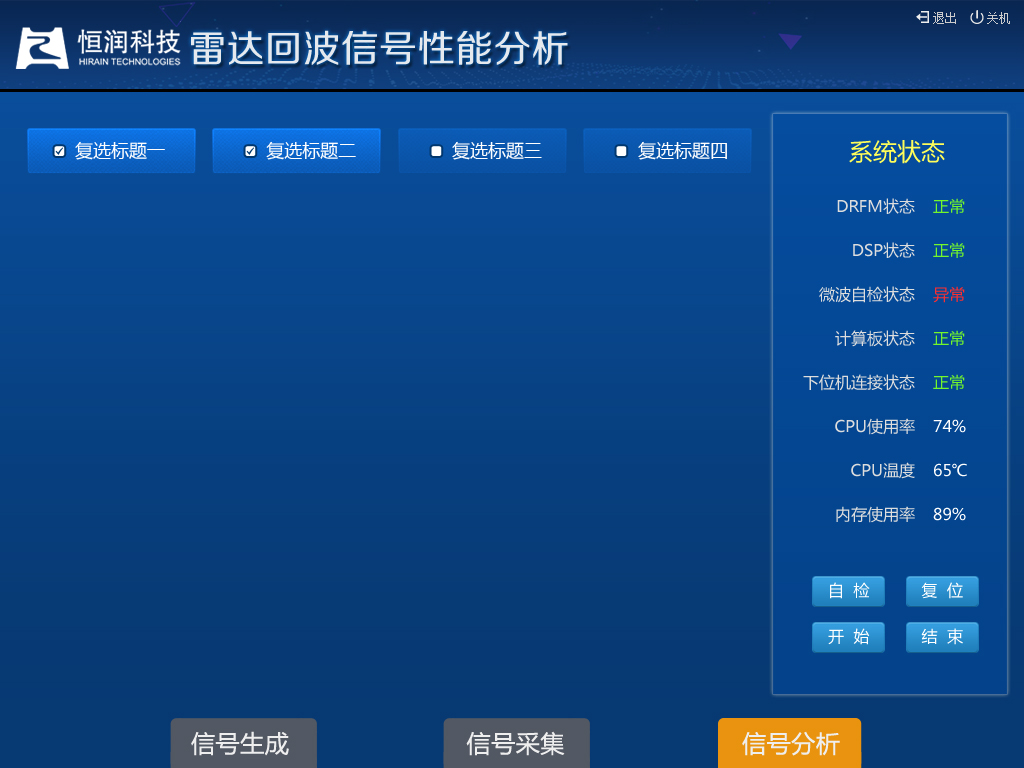 退出 关机
恒润科技
HIRAIN TECHNOLOGIES
雷达回波信号性能分析
复选标题一 复选标题二 复选标题三 复选标题四
系统状态
DRFM状态 正常
DSP状态 正常
微波自检状态 异常
计算板状态 正常
下位机连接状态 正常
CPU使用率 74%
CPU温度 65℃
内存使用率 89%
自 检 复 位
开 始 结 束
信号生成 信号采集 信号分析